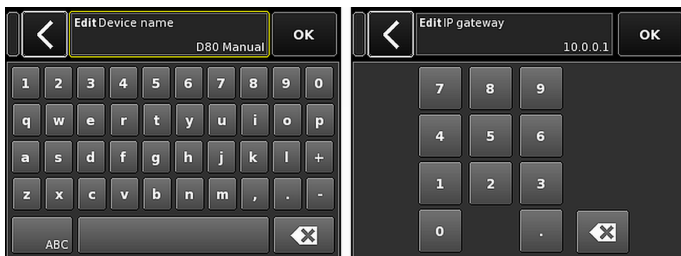 Edit Device name
D80 Manual
OK
1 2 3 4 5 6 7 8 9 0
q w e r t y u i o p
a s d f g h j k l +
z x c v b n m , . -
ABC
Edit IP gateway
10.0.0.1
OK
7 8 9
4 5 6
1 2 3
0 .